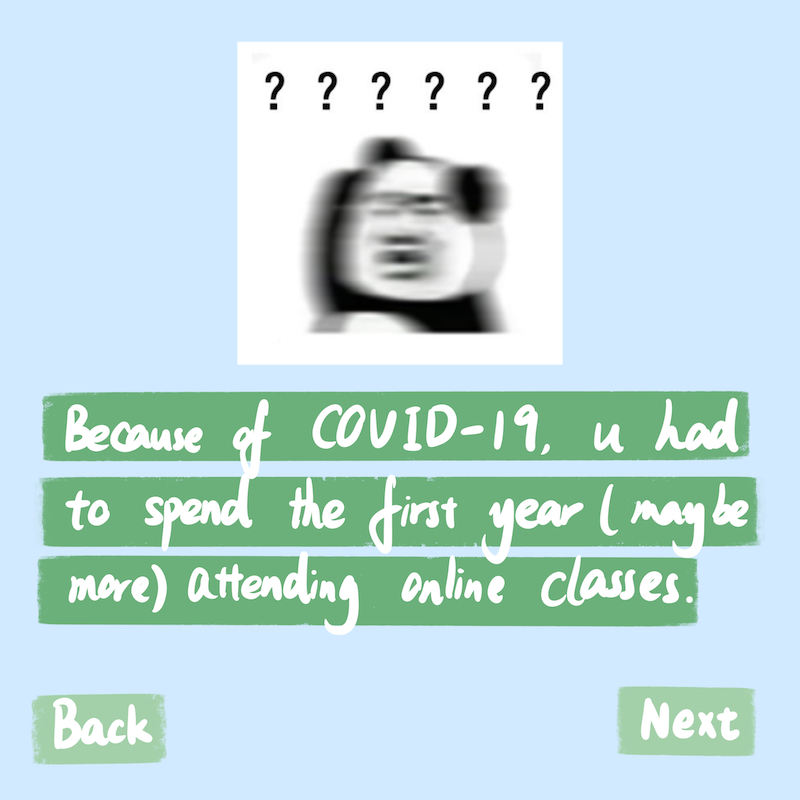 ? ? ? ? ? ?
Because of COVID-19, u had
to spend the first year (maybe
more) attending online classes.
Back
Next